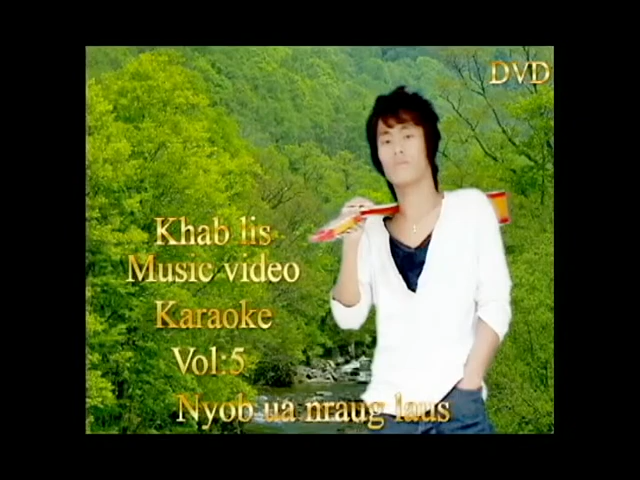 DVD
Khab lis
Music video
Karaoke
Vol:5
Nyob ua nraug laus